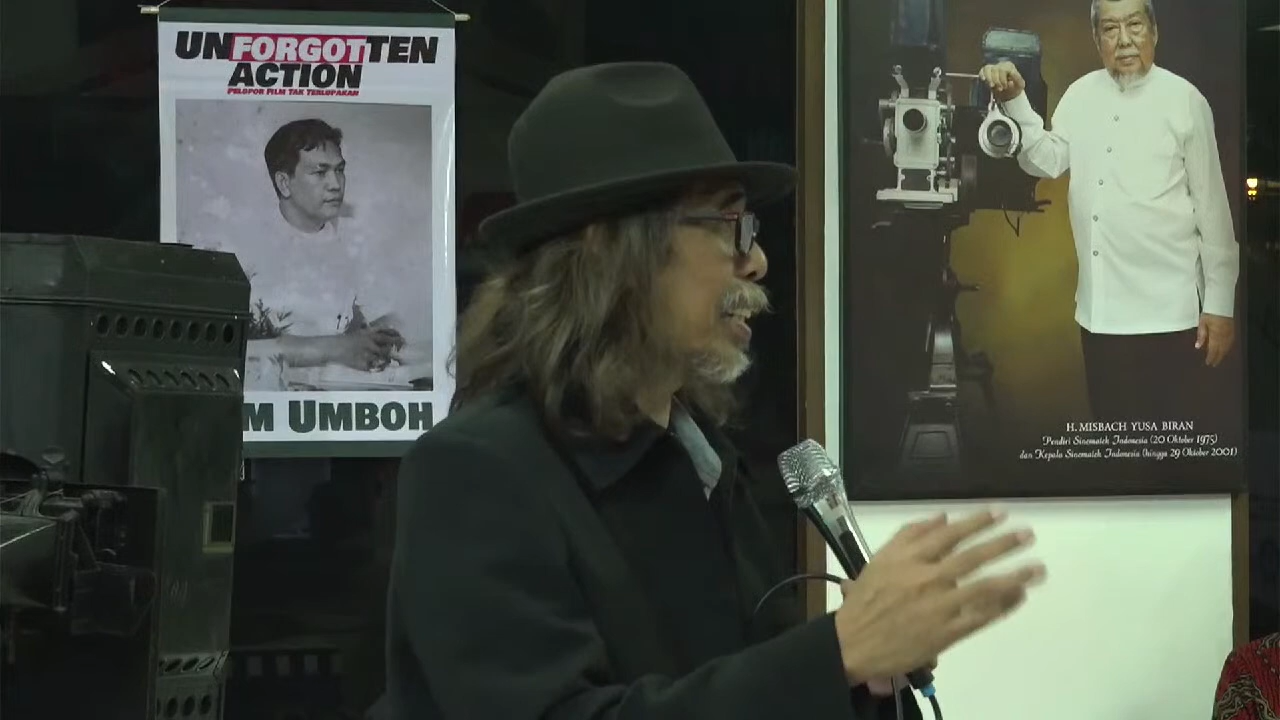 UNFORGOTTEN
ACTION
PELOPOR FILM TAK TERLUPAKAN
M UMBOH
H. MISBACH YUSA BIRAN
Pendiri Sinematek Indonesia (20 Oktober 1975)
dan Kepala Sinematek Indonesia (hingga 29 Oktober 2001)